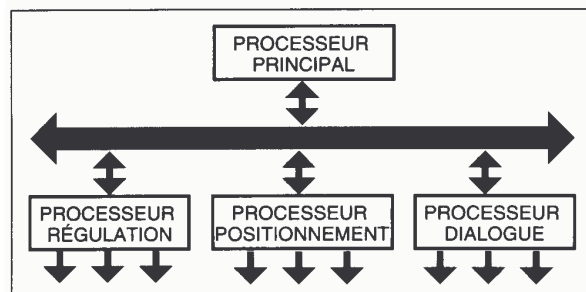 PROCESSEUR
PRINCIPAL
PROCESSEUR
RÉGULATION
PROCESSEUR
POSITIONNEMENT
PROCESSEUR
DIALOGUE